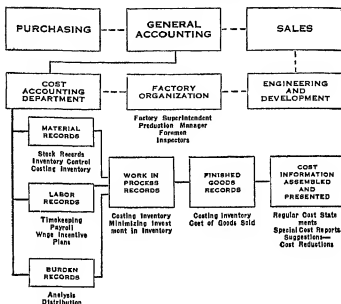 PURCHASING
GENERAL
ACCOUNTING
SALES
COST
ACCOUNTING
DEPARTMENT
FACTORY
ORGANIZATION
ENGINEERING
AND
DEVELOPMENT
Factory Superintendent
Production Manager
Foremen
Inspectors
MATERIAL
RECORDS
Stock Records
Inventory Control
Costing Inventory
LABOR
RECORDS
Timekeeping
Payroll
Wage Incentive
Plans
BURDEN
RECORDS
Analysis
Distribution
WORK IN
PROCESS
RECORDS
Costing Inventory
Minimizing Invest
ment in Inventory
FINISHED
GOODS
RECORDS
Costing Inventory
Cost of Goods Sold
COST
INFORMATION
ASSEMBLED
AND
PRESENTED
Regular Cost State
ments
Special Cost Reports
Suggestions—
Cost Reductions